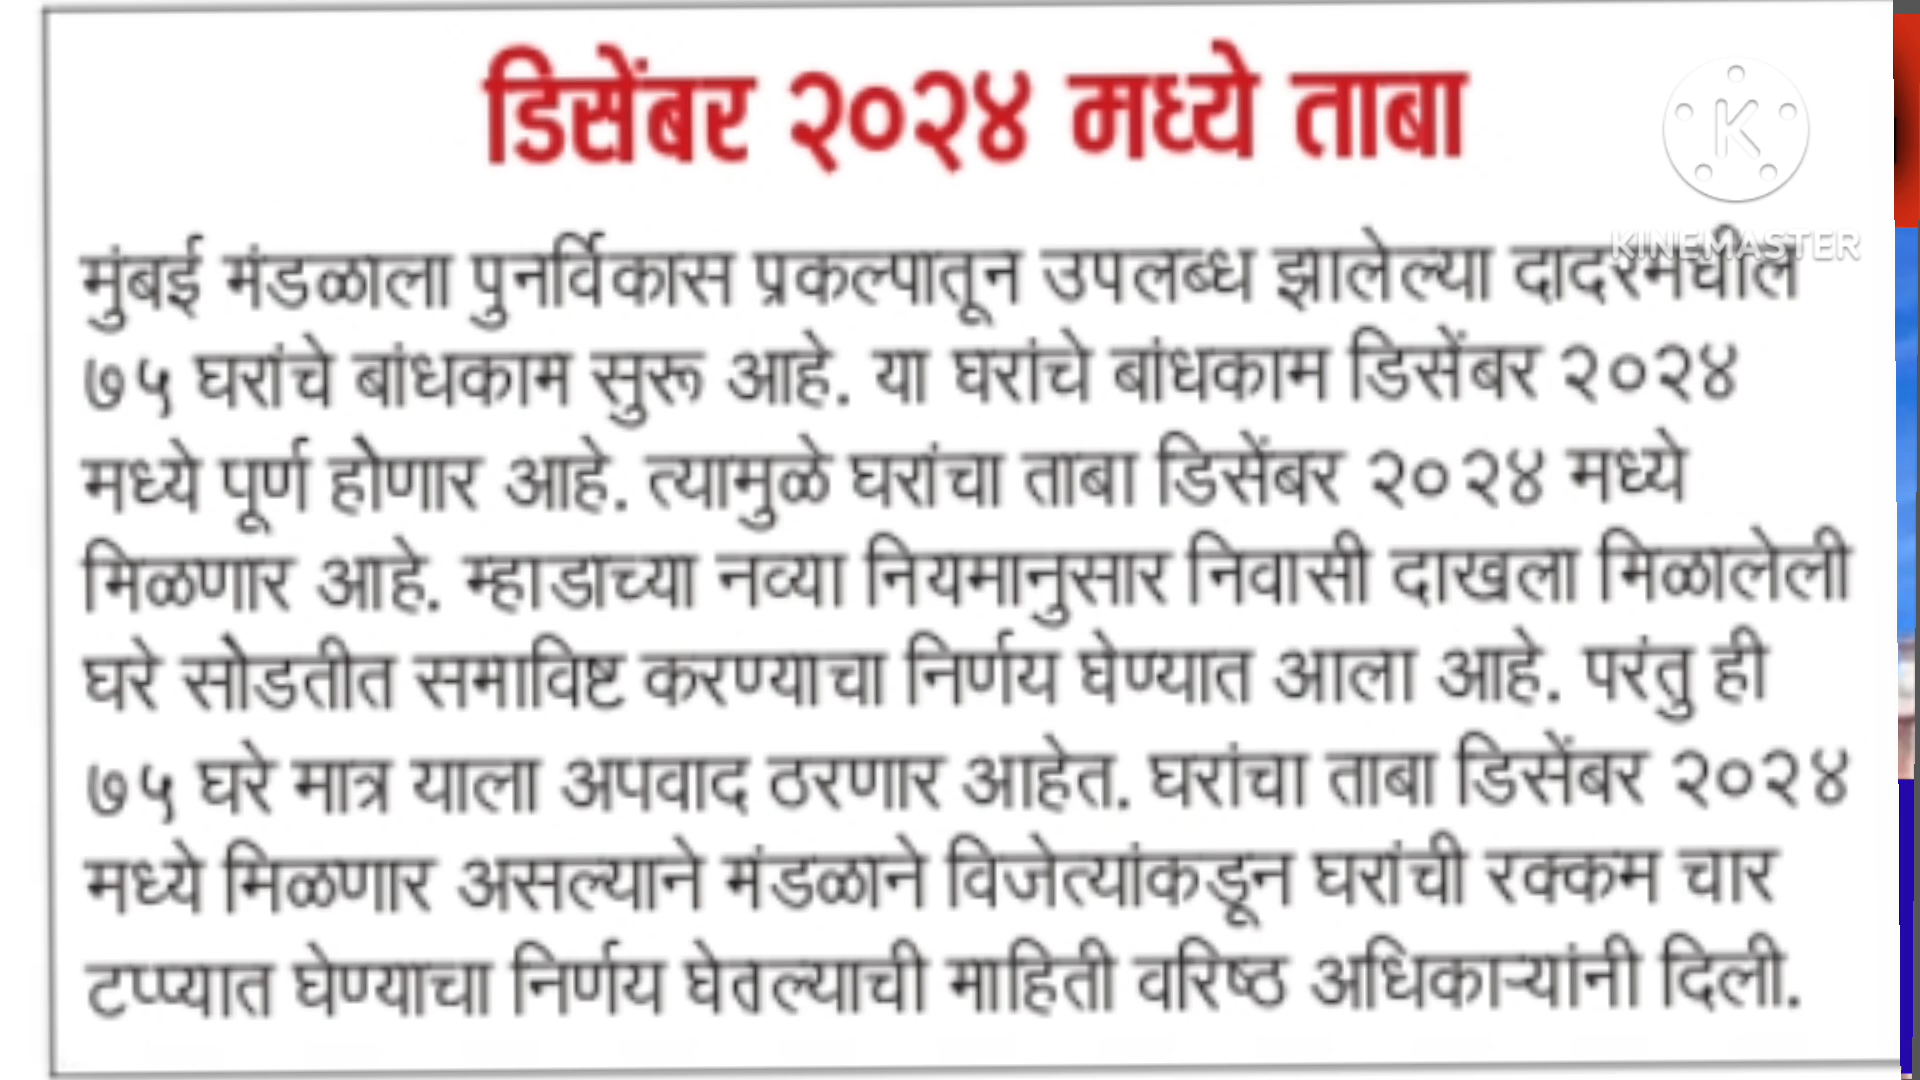 डिसेंबर २०२४ मध्ये ताबा
मुंबई मंडळाला पुनर्विकास प्रकल्पातून उपलब्ध झालेल्या दादरमधील
७५ घरांचे बांधकाम सुरू आहे. या घरांचे बांधकाम डिसेंबर २०२४
मध्ये पूर्ण होणार आहे. त्यामुळे घरांचा ताबा डिसेंबर २०२४ मध्ये
मिळणार आहे. म्हाडाच्या नव्या नियमानुसार निवासी दाखला मिळालेली
घरे सोडतीत समाविष्ट करण्याचा निर्णय घेण्यात आला आहे. परंतु ही
७५ घरे मात्र याला अपवाद ठरणार आहेत. घरांचा ताबा डिसेंबर २०२४
मध्ये मिळणार असल्याने मंडळाने विजेत्यांकडून घरांची रक्कम चार
टप्प्यात घेण्याचा निर्णय घेतल्याची माहिती वरिष्ठ अधिकाऱ्यांनी दिली.
K
KINEMASTER